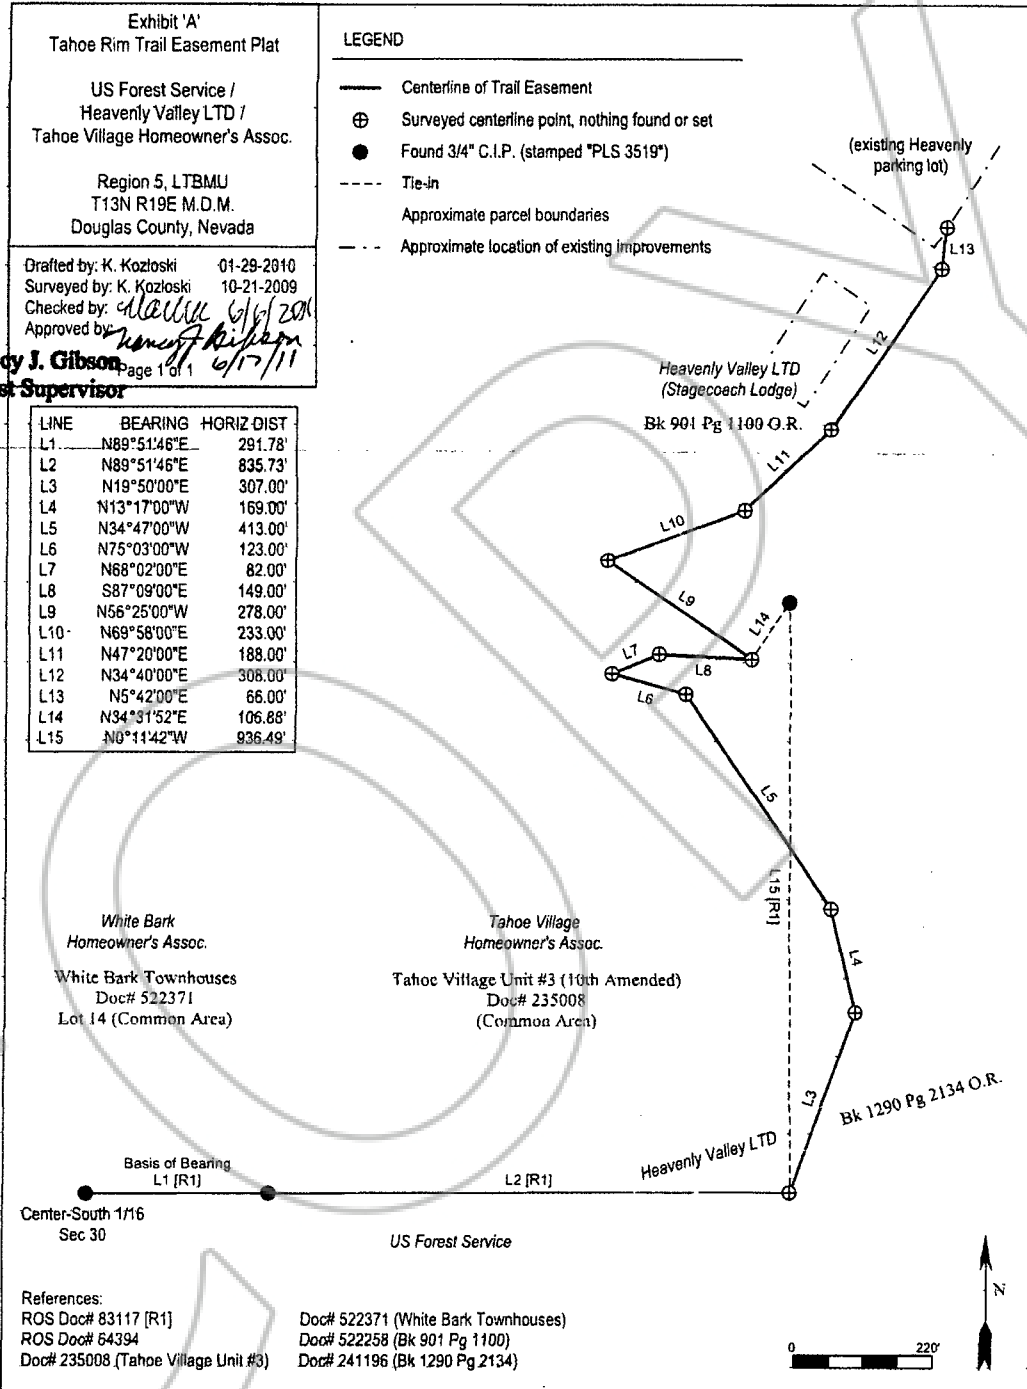 Exhibit 'A'
Tahoe Rim Trail Easement Plat
US Forest Service /
Heavenly Valley LTD /
Tahoe Village Homeowner's Assoc.
Region 5, LTBMU
T13N R19E M.D.M.
Douglas County, Nevada
Drafted by: K. Kozloski 01-29-2010
Surveyed by: K. Kozloski 10-21-2009
Checked by: 6/6/2011
Approved by: Nancy J Gibson
6/17/11
cy J. Gibson
Page 1 of 1
st Supervisor
LEGEND
Centerline of Trail Easement
Surveyed centerline point, nothing found or set
Found 3/4" C.I.P. (stamped "PLS 3519")
Tie-in
Approximate parcel boundaries
Approximate location of existing improvements
LINE BEARING HORIZ DIST
L1 N89°51'46"E 291.78'
L2 N89°51'46"E 835.73'
L3 N19°50'00"E 307.00'
L4 N13°17'00"W 169.00'
L5 N34°47'00"W 413.00'
L6 N75°03'00"W 123.00'
L7 N68°02'00"E 82.00'
L8 S87°09'00"E 149.00'
L9 N56°25'00"W 278.00'
L10 N69°58'00"E 233.00'
L11 N47°20'00"E 188.00'
L12 N34°40'00"E 308.00'
L13 N5°42'00"E 66.00'
L14 N34°31'52"E 106.88'
L15 N0°11'42"W 936.49'
(existing Heavenly
parking lot)
L13
L12
Heavenly Valley LTD
(Stagecoach Lodge)
Bk 901 Pg 1100 O.R.
L11
L10
L9
L14
L7
L8
L6
L5
L15 [R1]
L4
L3
White Bark
Homeowner's Assoc.
White Bark Townhouses
Doc# 522371
Lot 14 (Common Area)
Tahoe Village
Homeowner's Assoc.
Tahoe Village Unit #3 (10th Amended)
Doc# 235008
(Common Area)
Bk 1290 Pg 2134 O.R.
Heavenly Valley LTD
Basis of Bearing
L1 [R1]
L2 [R1]
Center-South 1/16
Sec 30
US Forest Service
N
References:
ROS Doc# 83117 [R1]
ROS Doc# 64394
Doc# 235008 (Tahoe Village Unit #3)
Doc# 522371 (White Bark Townhouses)
Doc# 522258 (Bk 901 Pg 1100)
Doc# 241196 (Bk 1290 Pg 2134)
0 220'